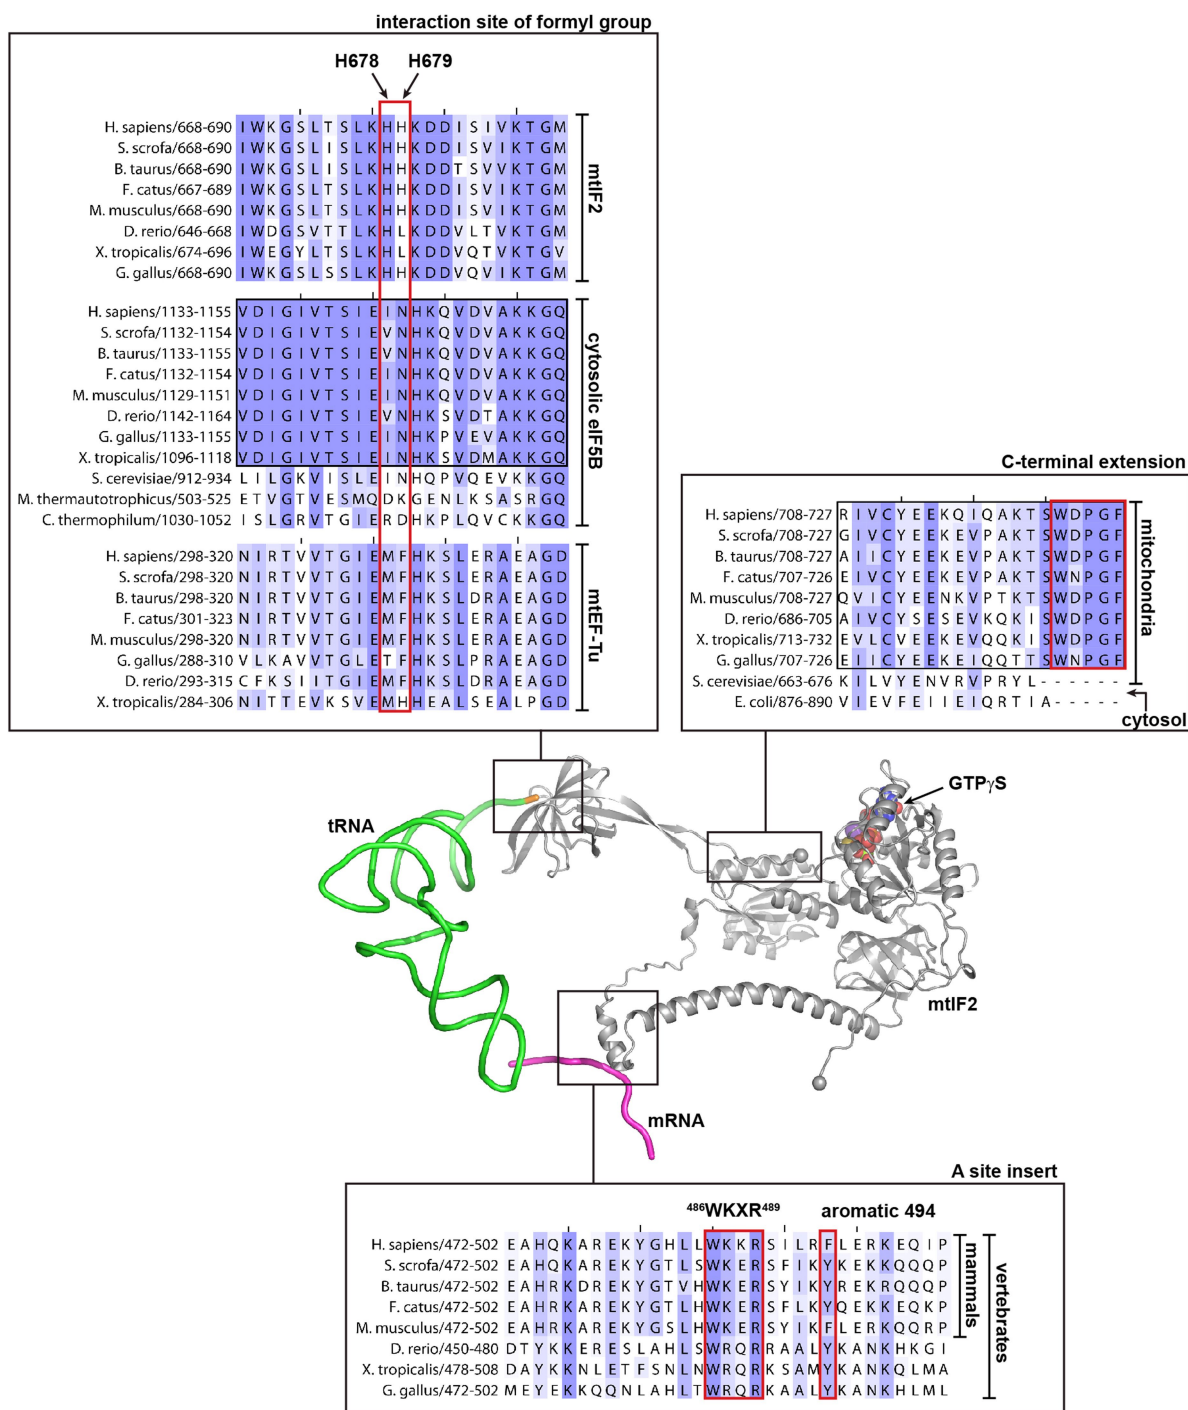 interaction site of formyl group
H678 H679
H. sapiens/668-690 I W K G S L T S L K H H K D D I S I V K T G M
S. scrofa/668-690 I W K G S L I S L K H H K D D I S V I K T G M
B. taurus/668-690 I W K G S L I S L K H H K D D T S V V K T G M
F. catus/667-689 I W K G S L T S L K H H K D D I S V I K T G M
M. musculus/668-690 I W K G S L T S L K H H K D D I S V I K T G M
D. rerio/646-668 I W D G S V T T L K H L K D D V L T V K T G M
X. tropicalis/674-696 I W E G Y L T S L K H L K D D V Q T V K T G V
G. gallus/668-690 I W K G S L S S L K H H K D D V Q V I K T G M
mtIF2
H. sapiens/1133-1155 V D I G I V T S I E I N H K Q V D V A K K G Q
S. scrofa/1132-1154 V D I G I V T S I E V N H K Q V D V A K K G Q
B. taurus/1133-1155 V D I G I V T S I E V N H K Q V D V A K K G Q
F. catus/1132-1154 V D I G I V T S I E I N H K Q V D V A K K G Q
M. musculus/1129-1151 V D I G I V T S I E I N H K Q V D V A K K G Q
D. rerio/1142-1164 V D I G I V T S I E V N H K S V D T A K K G Q
G. gallus/1133-1155 V D I G I V T S I E I N H K P V E V A K K G Q
X. tropicalis/1096-1118 V D I G I V T S I E I N H K S V D M A K K G Q
S. cerevisiae/912-934 L I L G K V I S L E I N H Q P V Q E V K K G Q
M. thermautotrophicus/503-525 E T V G T V E S M Q D K G E N L K S A S R G Q
C. thermophilum/1030-1052 I S L G R V T G I E R D H K P L Q V C K K G Q
cytosolic eIF5B
H. sapiens/298-320 N I R T V V T G I E M F H K S L E R A E A G D
S. scrofa/298-320 N I R T V V T G I E M F H K S L E R A E A G D
B. taurus/298-320 N I R T V V T G I E M F H K S L D R A E A G D
F. catus/301-323 N I R T V V T G I E M F H K S L E R A E A G D
M. musculus/298-320 N I R T V V T G I E M F H K S L D R A E A G D
G. gallus/288-310 V L K A V V T G L E T F H K S L P R A E A G D
D. rerio/293-315 C F K S I I T G I E M F H K S L D R A E A G D
X. tropicalis/284-306 N I T T E V K S V E M H H E A L S E A L P G D
mtEF-Tu
C-terminal extension
H. sapiens/708-727 R I V C Y E E K Q I Q A K T S W D P G F
S. scrofa/708-727 G I V C Y E E K E V P A K T S W D P G F
B. taurus/708-727 A I I C Y E E K E V P A K T S W D P G F
F. catus/707-726 E I V C Y E E K E V P A K T S W N P G F
M. musculus/708-727 Q V I C Y E E N K V P T K T S W D P G F
D. rerio/686-705 A I V C Y S E S E V K Q K I S W D P G F
X. tropicalis/713-732 E V L C V E E K E V Q Q K I S W D P G F
G. gallus/707-726 E I I C Y E E K E I Q Q T T S W N P G F
S. cerevisiae/663-676 K I L V Y E N V R V P R Y L - - - - - -
E. coli/876-890 V I E V F E I I E I Q R T I A - - - - -
mitochondria
cytosol
GTPγS
tRNA
mtIF2
mRNA
A site insert
486WKXR489 aromatic 494
H. sapiens/472-502 E A H Q K A R E K Y G H L L W K K R S I L R F L E R K E Q I P
S. scrofa/472-502 E A H Q K A R E K Y G T L S W K E R S F I K Y K E K K Q Q Q P
B. taurus/472-502 E A H R K D R E K Y G T V H W K E R S Y I K Y R E K R Q Q Q P
F. catus/472-502 E A H R K A R E K Y G T L H W K E R S F L K Y Q E K K E Q K P
M. musculus/472-502 E A H R K A R E K Y G S L H W K E R S Y I K F L E R K Q Q R P
D. rerio/450-480 D T Y K K E R E S L A H L S W R Q R R A A L Y K A N K H K G I
X. tropicalis/478-508 D A Y K K N L E T F S N L N W R Q R K S A M Y K A N K Q L M A
G. gallus/472-502 M E Y E K K Q Q N L A H L T W R Q R K A A L Y K A N K H L M L
mammals
vertebrates